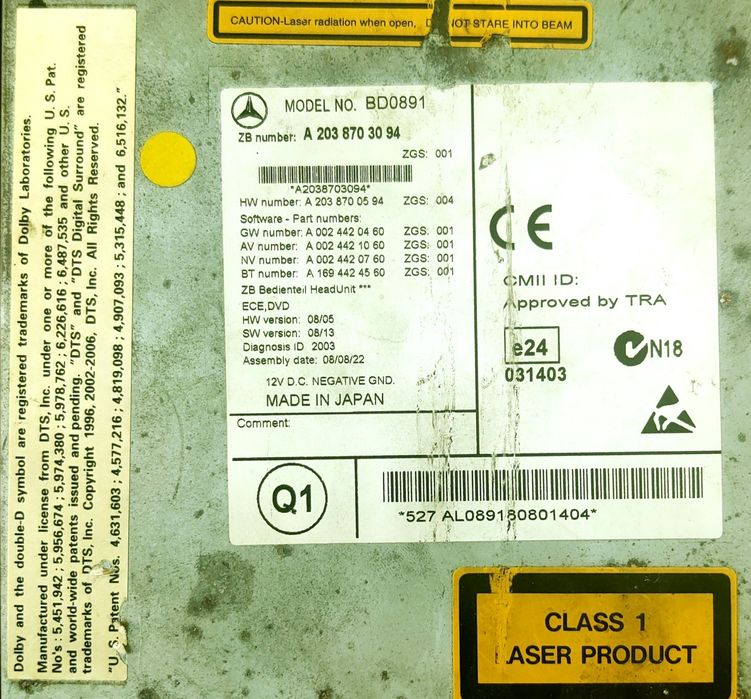 CAUTION-Laser radiation when open, DO NOT STARE INTO BEAM
Dolby and the double-D symbol are registered trademarks of Dolby Laboratories.
Manufactured under license from DTS, Inc. under one or more of the following U. S. Pat.
No's : 5,451,942 ; 5,956,674 ; 5,974,380 ; 5,978,762 ; 6,226,616 ; 6,487,535 and other U. S.
and world-wide patents issued and pending. "DTS" and "DTS Digital Surround" are registered
trademarks of DTS, Inc. Copyright 1996, 2002-2006, DTS, Inc. All Rights Reserved.
"U. S. Patent Nos. 4,631,603 ; 4,577,216 ; 4,819,098 ; 4,907,093 ; 5,315,448 ; and 6,516,132."
MODEL NO. BD0891
ZB number: A 203 870 30 94
ZGS: 001
*A2038703094*
HW number: A 203 870 05 94 ZGS: 004
Software - Part numbers:
GW number: A 002 442 04 60 ZGS: 001
AV number: A 002 442 10 60 ZGS: 001
NV number: A 002 442 07 60 ZGS: 001
BT number: A 169 442 45 60 ZGS: 001
ZB Bedienteil HeadUnit ***
ECE,DVD
HW version: 08/05
SW version: 08/13
Diagnosis ID 2003
Assembly date: 08/08/22
12V D.C. NEGATIVE GND.
MADE IN JAPAN
Comment:
CE
CMII ID:
Approved by TRA
e24
031403
N18
Q1
*527 AL089180801404*
CLASS 1
LASER PRODUCT